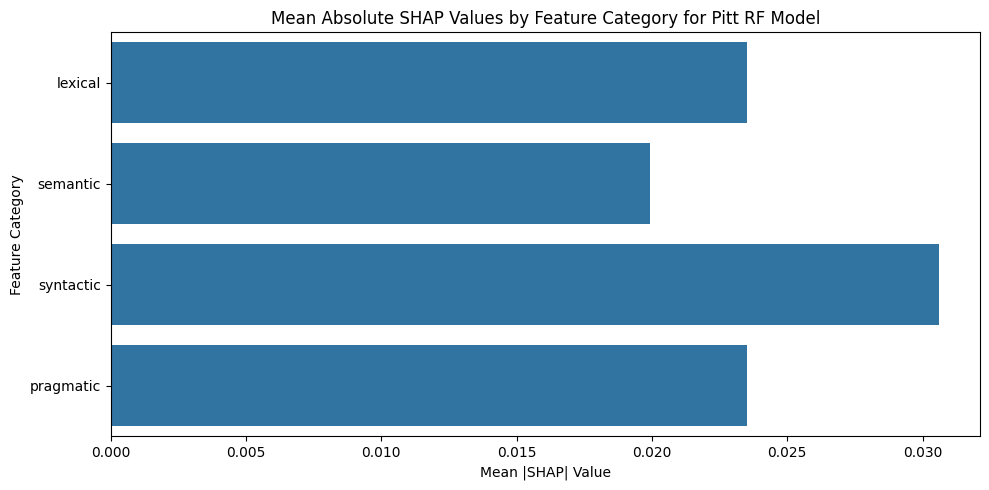 Mean Absolute SHAP Values by Feature Category for Pitt RF Model
Feature Category
lexical
semantic
syntactic
pragmatic
0.000 0.005 0.010 0.015 0.020 0.025 0.030
Mean |SHAP| Value